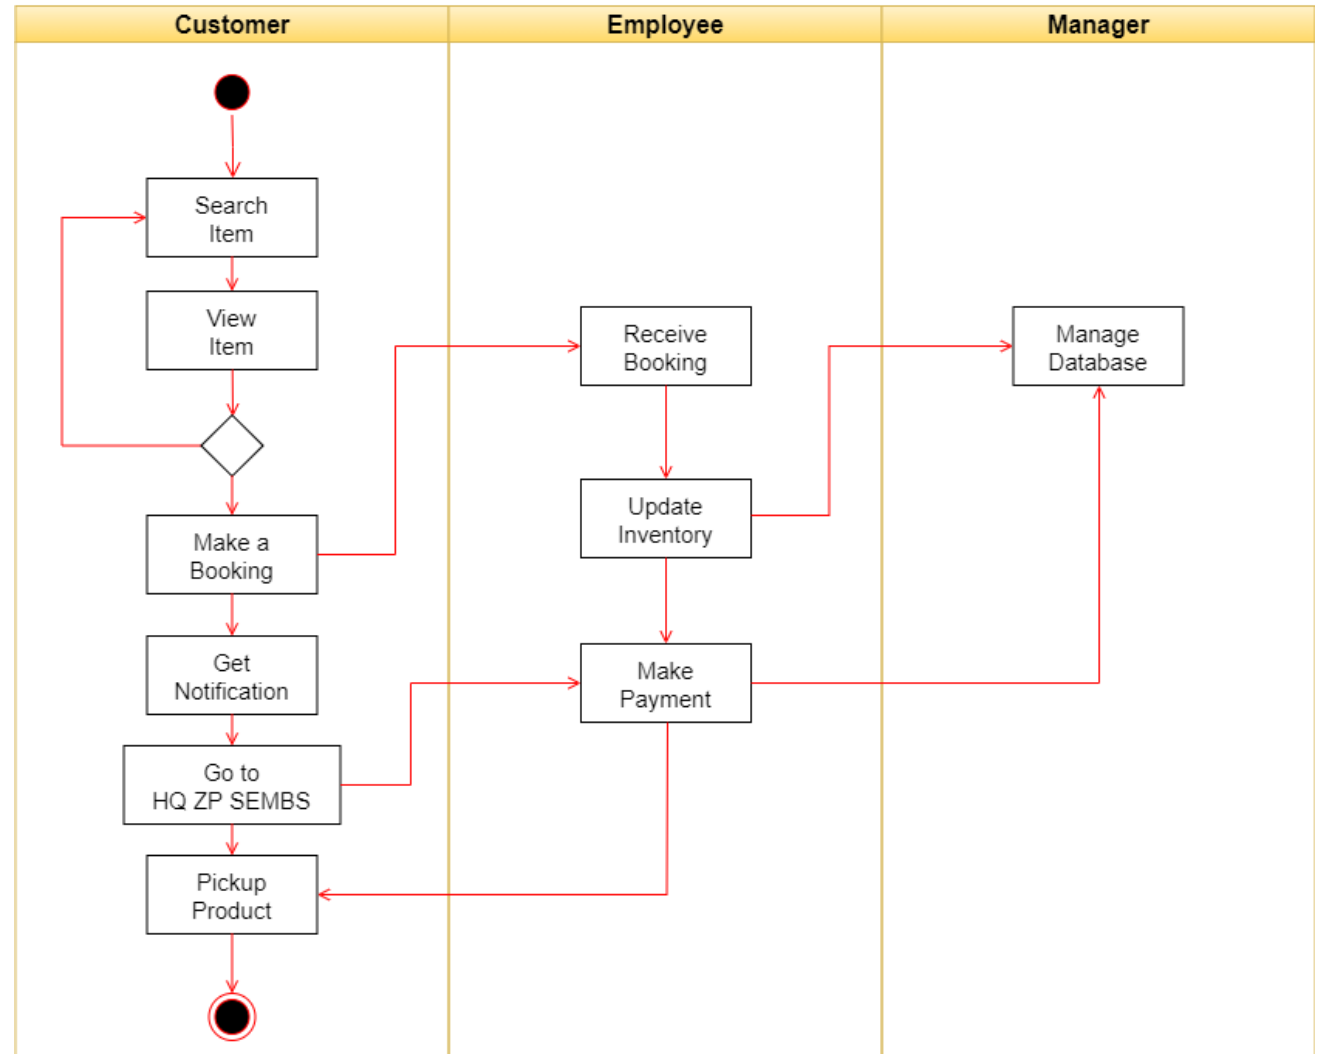 Customer
Employee
Manager
Search
Item
View
Item
Receive
Booking
Manage
Database
Update
Inventory
Make a
Booking
Get
Notification
Make
Payment
Go to
HQ ZP SEMBS
Pickup
Product